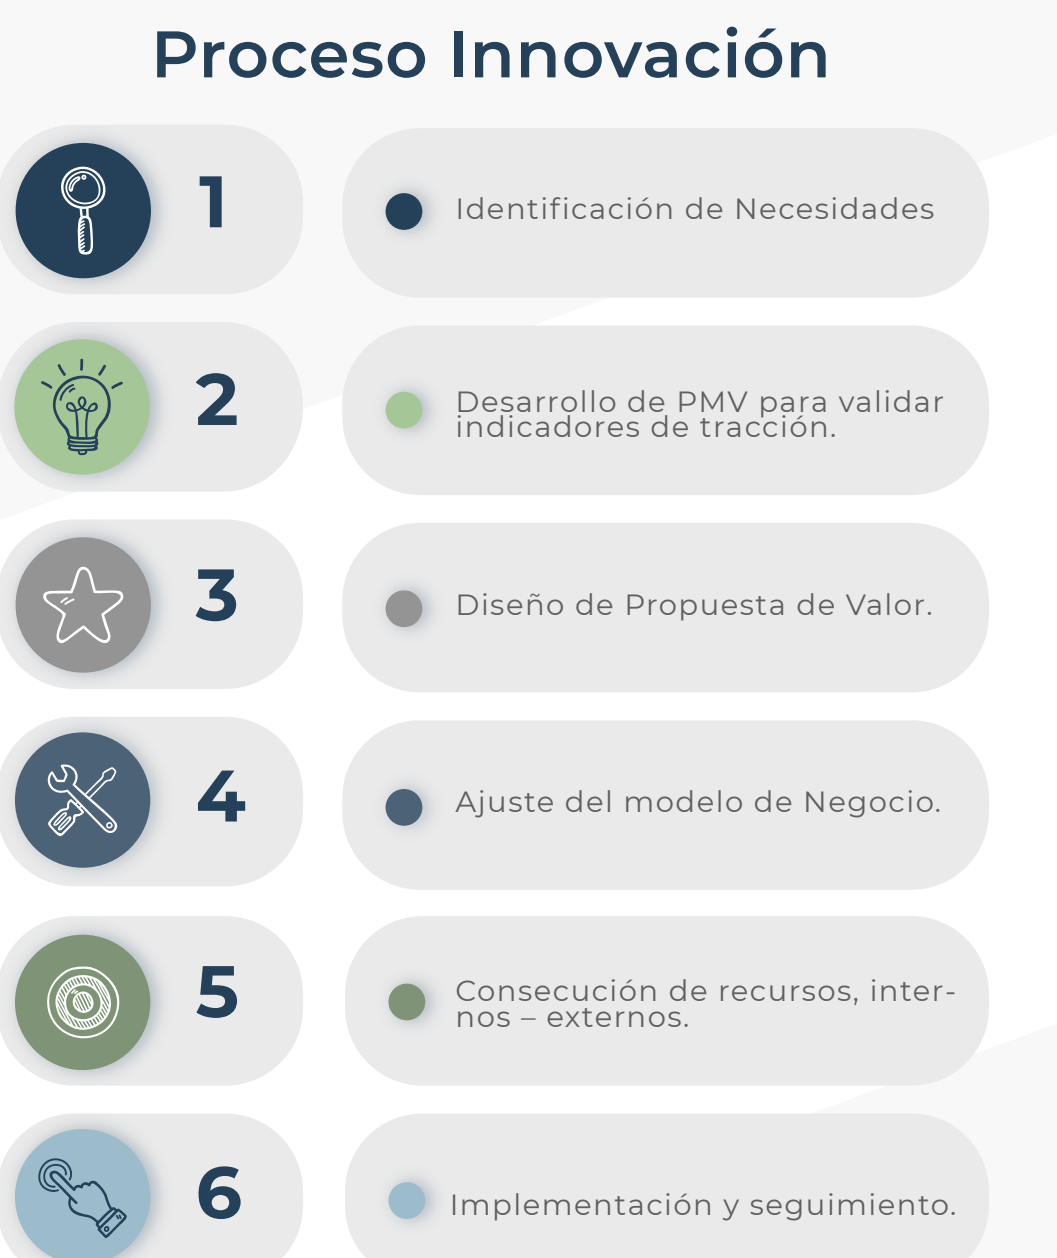 Proceso Innovación
1
Identificación de Necesidades
2
Desarrollo de PMV para validar
indicadores de tracción.
3
Diseño de Propuesta de Valor.
4
Ajuste del modelo de Negocio.
5
Consecución de recursos, inter-
nos – externos.
6
Implementación y seguimiento.